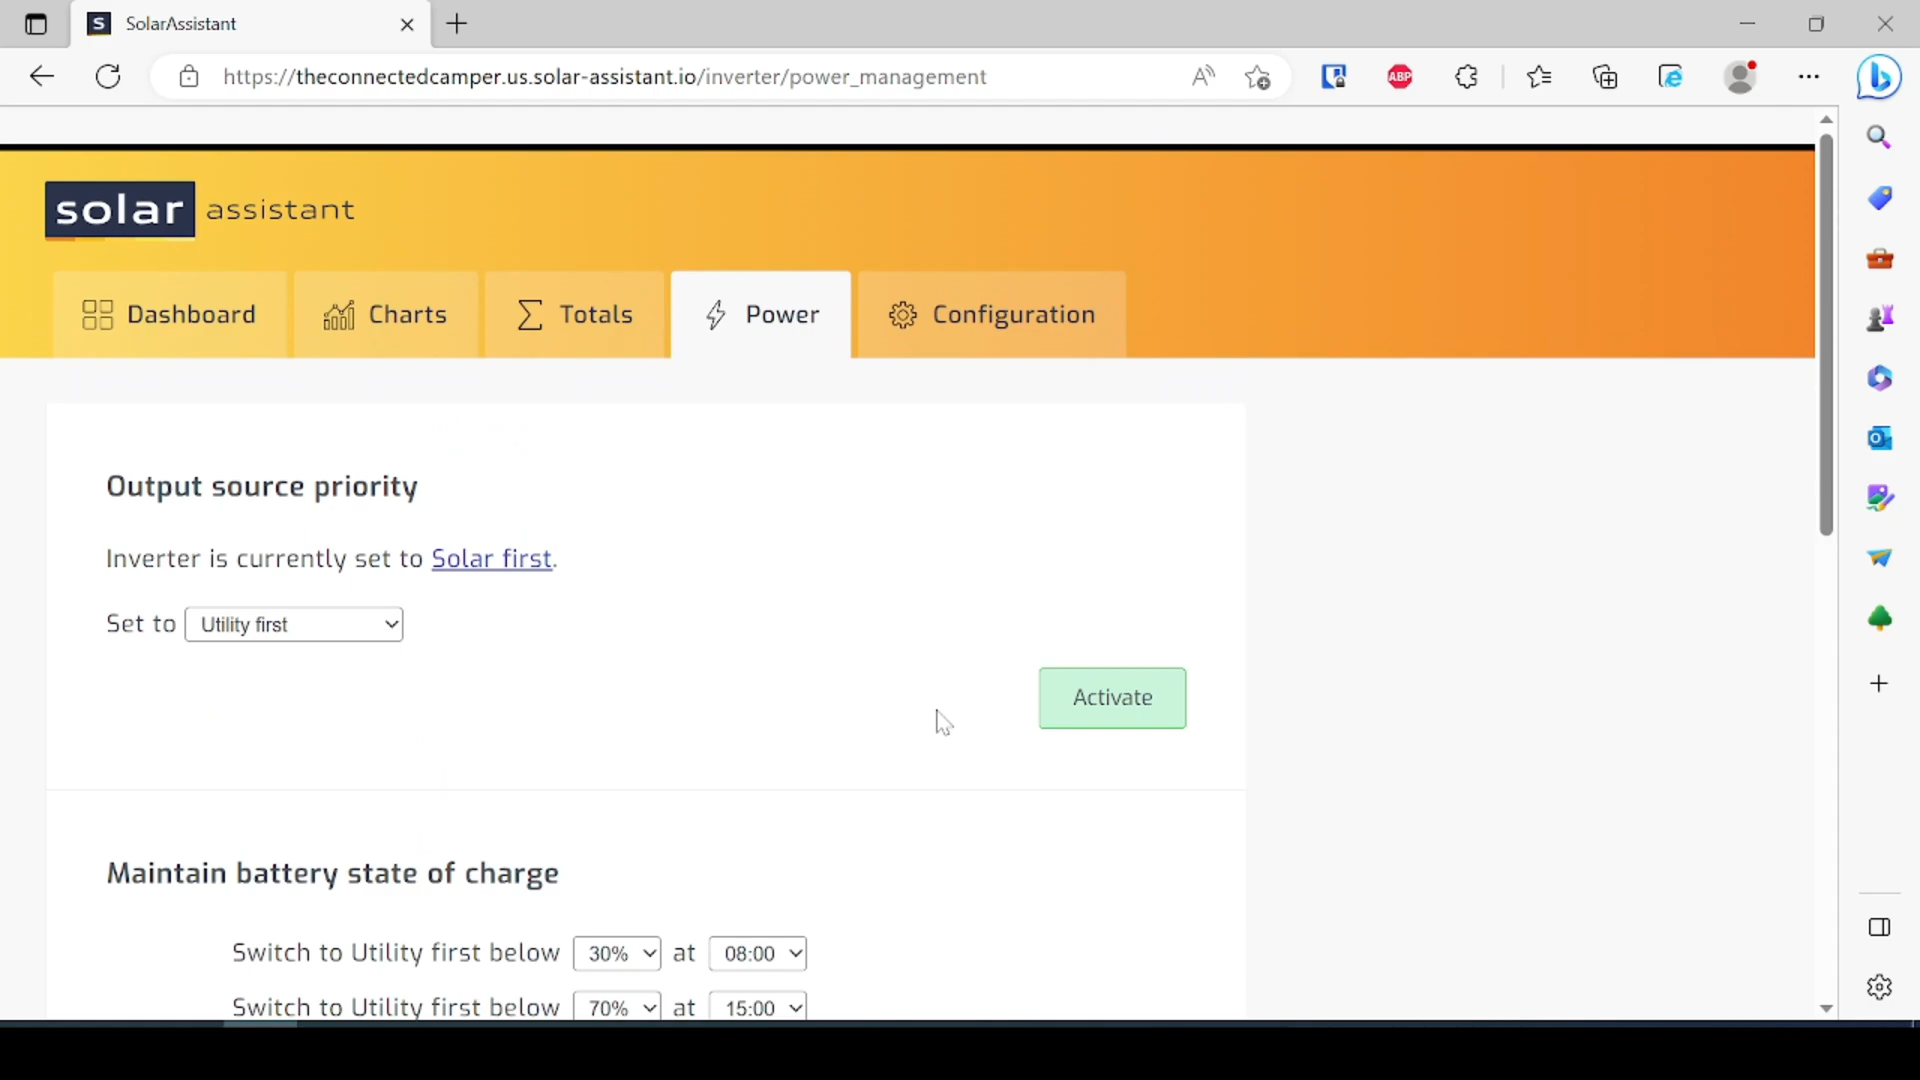 SolarAssistant
https://theconnectedcamper.us.solar-assistant.io/inverter/power_management
ABP
solar assistant
Dashboard
Charts
Totals
Power
Configuration
Output source priority
Inverter is currently set to Solar first.
Set to Utility first
Activate
Maintain battery state of charge
Switch to Utility first below 30% at 08:00
Switch to Utility first below 70% at 15:00